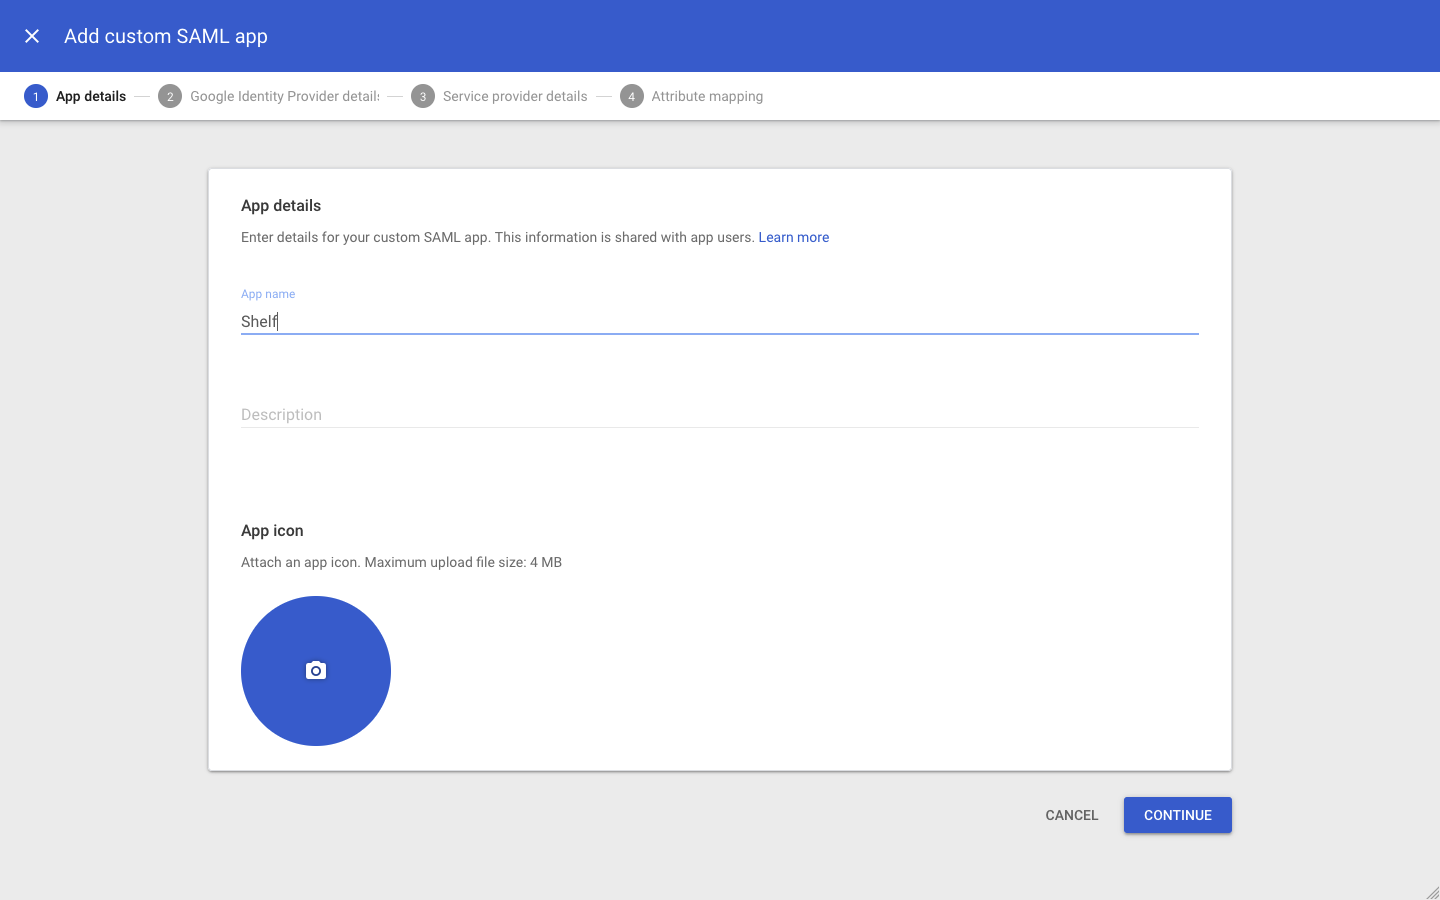 Add custom SAML app
1 App details 2 Google Identity Provider details 3 Service provider details 4 Attribute mapping
App details
Enter details for your custom SAML app. This information is shared with app users. Learn more
App name
Shelf
Description
App icon
Attach an app icon. Maximum upload file size: 4 MB
CANCEL CONTINUE